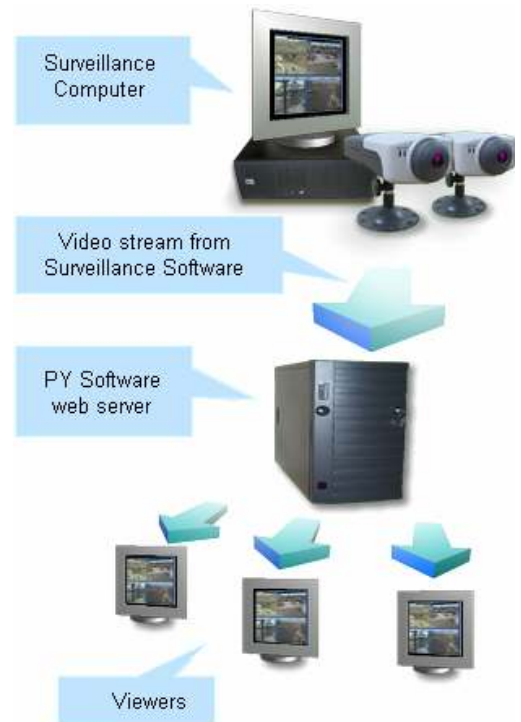 Surveillance
Computer
Video stream from
Surveillance Software
PY Software
web server
Viewers